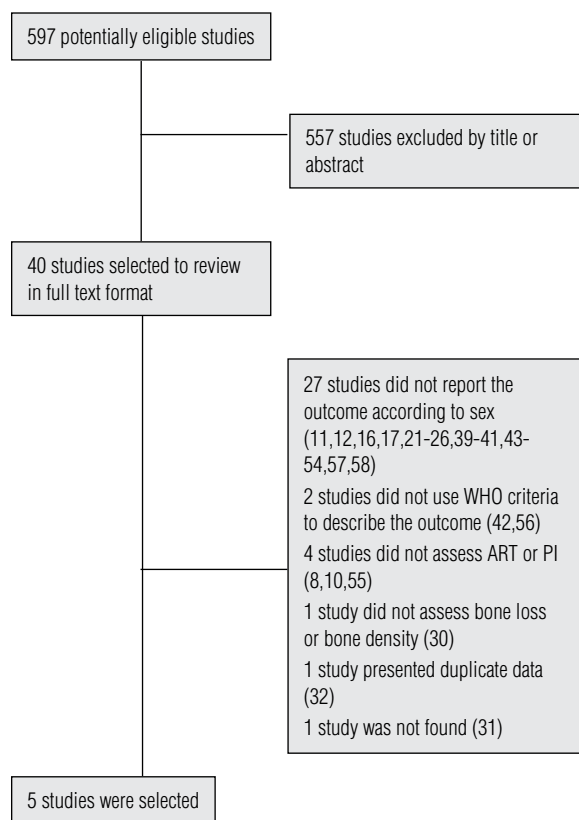 597 potentially eligible studies
557 studies excluded by title or
abstract
40 studies selected to review
in full text format
27 studies did not report the
outcome according to sex
(11,12,16,17,21-26,39-41,43-
54,57,58)
2 studies did not use WHO criteria
to describe the outcome (42,56)
4 studies did not assess ART or PI
(8,10,55)
1 study did not assess bone loss
or bone density (30)
1 study presented duplicate data
(32)
1 study was not found (31)
5 studies were selected